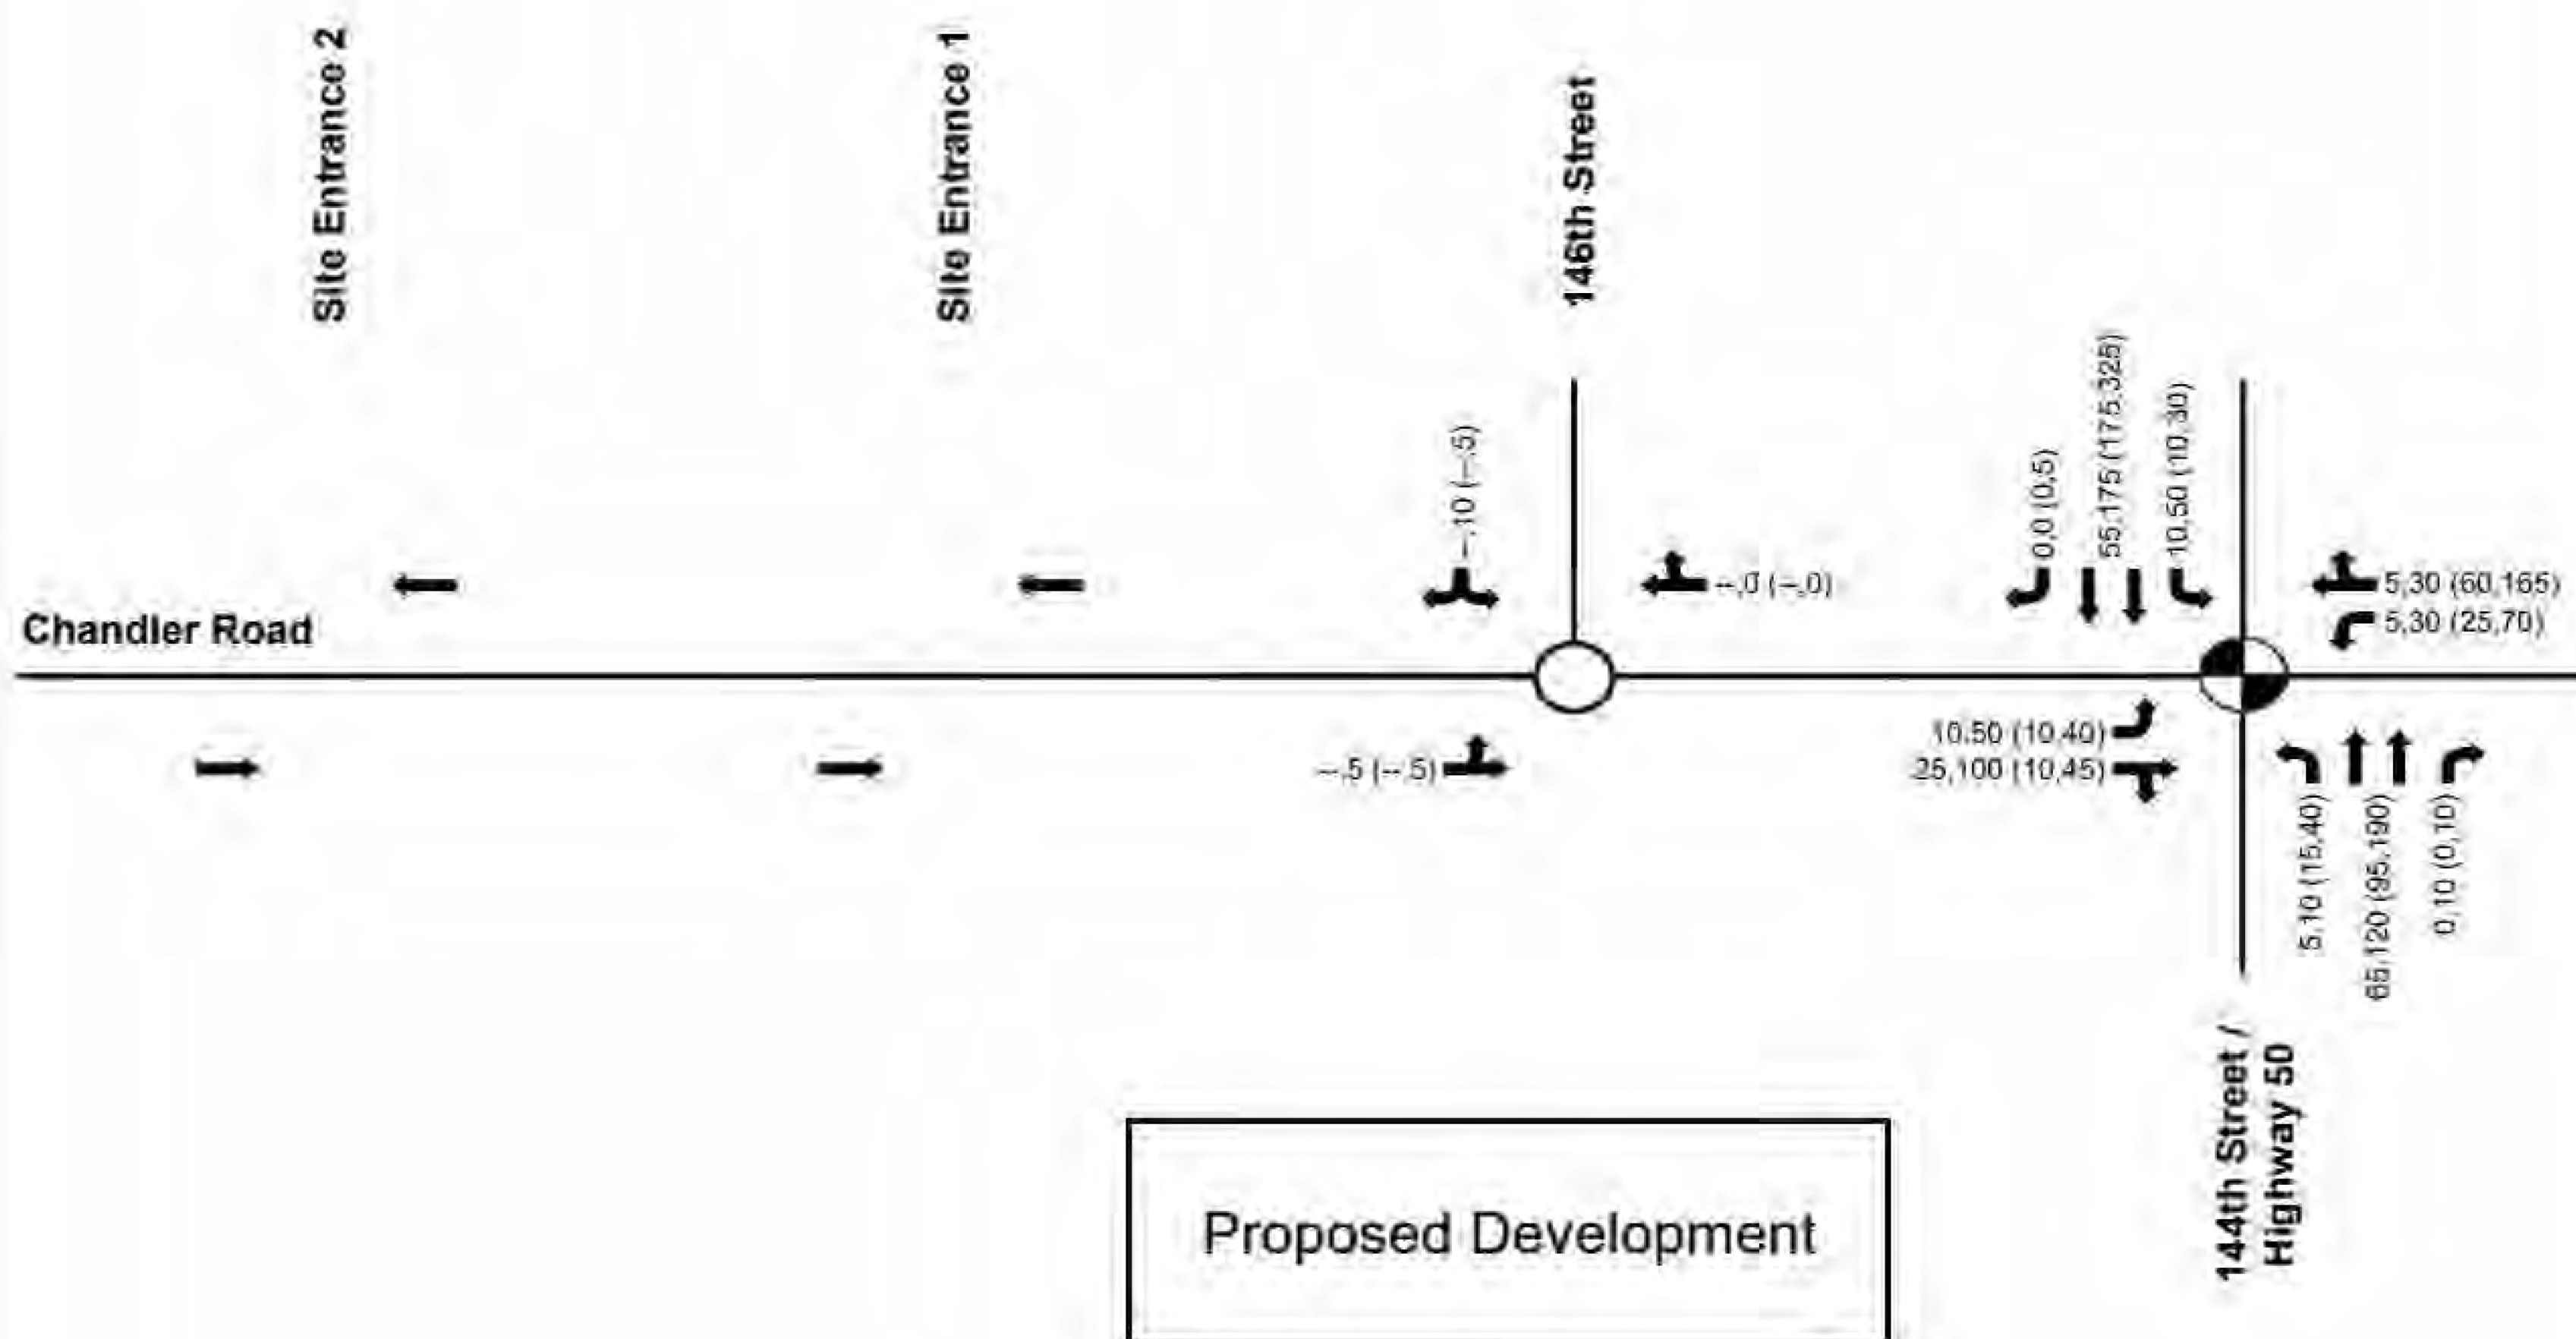 Site Entrance 2
Site Entrance 1
146th Street
Chandler Road
--,10 (--,5)
--,0 (--,0)
0,0 (0,5)
55,175 (175,325)
10,50 (10,30)
5,30 (60,165)
5,30 (25,70)
--,5 (--,5)
10,50 (10,40)
25,100 (10,45)
5,10 (15,40)
65,120 (95,190)
0,10 (0,10)
144th Street /
Highway 50
Proposed Development